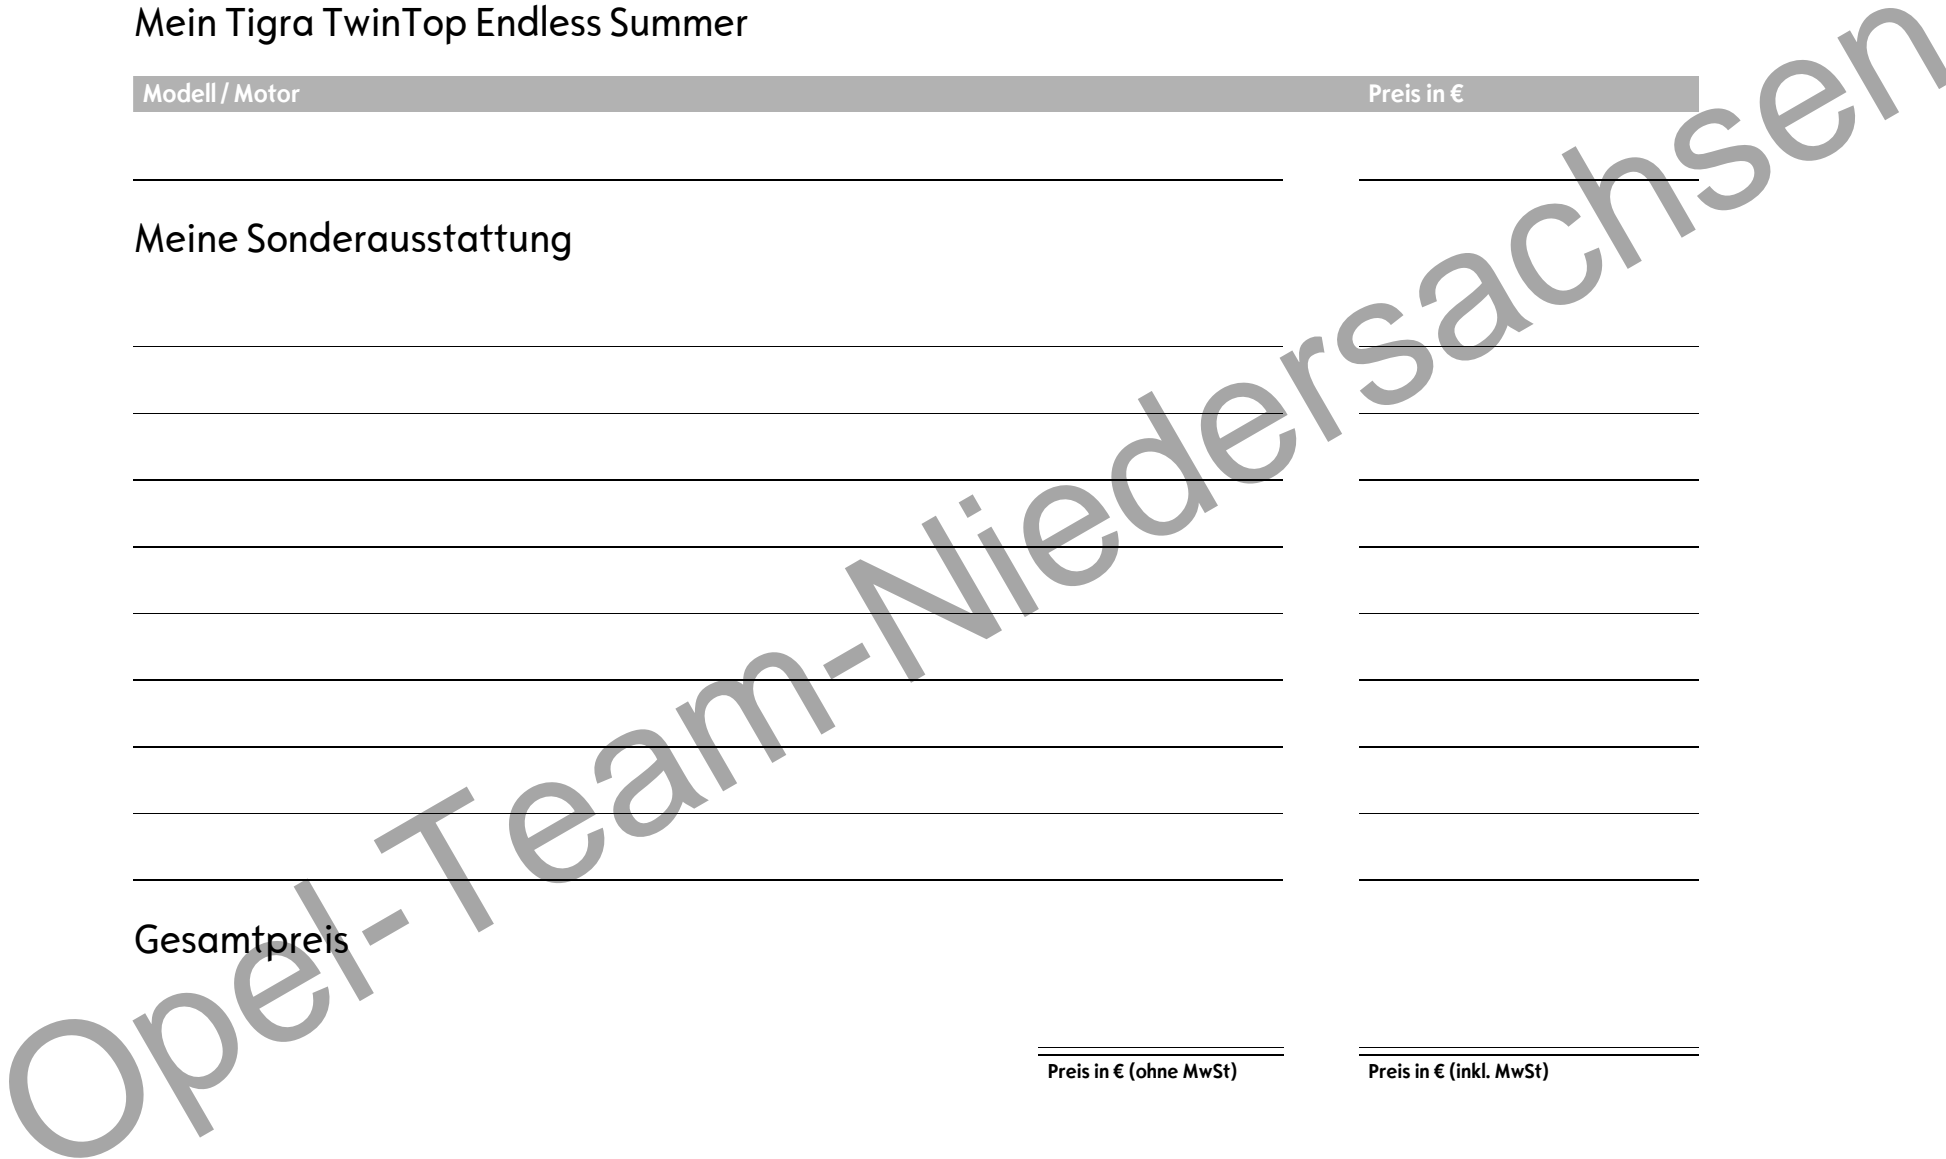 Mein Tigra TwinTop Endless Summer
Modell / Motor Preis in €
Meine Sonderausstattung
Gesamtpreis
Preis in € (ohne MwSt) Preis in € (inkl. MwSt)
Opel-Team-Niedersachsen